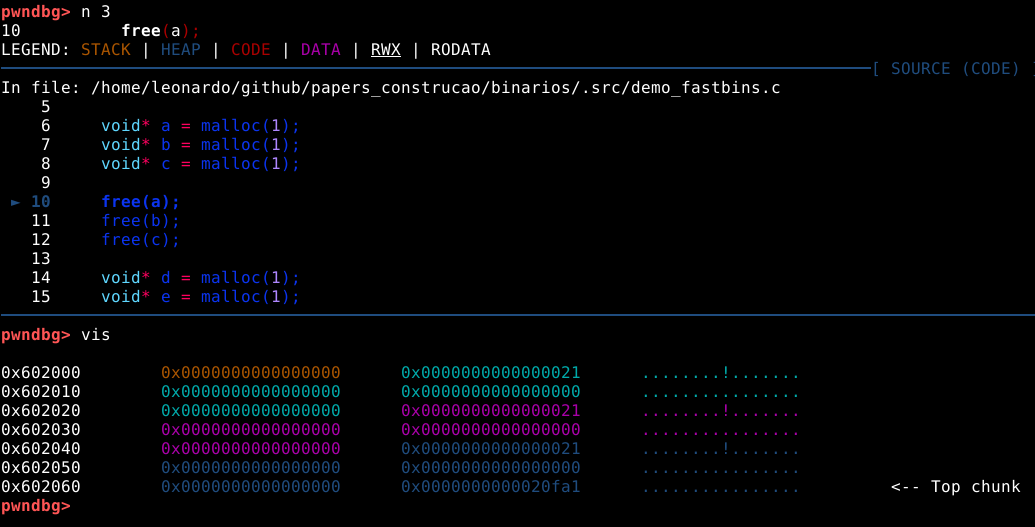 pwndbg> n 3
10          free(a);
LEGEND: STACK | HEAP | CODE | DATA | RWX | RODATA
[ SOURCE (CODE) ]
In file: /home/leonardo/github/papers_construcao/binarios/.src/demo_fastbins.c
    5
    6     void* a = malloc(1);
    7     void* b = malloc(1);
    8     void* c = malloc(1);
    9
 ► 10     free(a);
   11     free(b);
   12     free(c);
   13
   14     void* d = malloc(1);
   15     void* e = malloc(1);
pwndbg> vis
0x602000        0x0000000000000000      0x0000000000000021      ........!.......
0x602010        0x0000000000000000      0x0000000000000000      ................
0x602020        0x0000000000000000      0x0000000000000021      ........!.......
0x602030        0x0000000000000000      0x0000000000000000      ................
0x602040        0x0000000000000000      0x0000000000000021      ........!.......
0x602050        0x0000000000000000      0x0000000000000000      ................
0x602060        0x0000000000000000      0x0000000000020fa1      ................         <-- Top chunk
pwndbg>